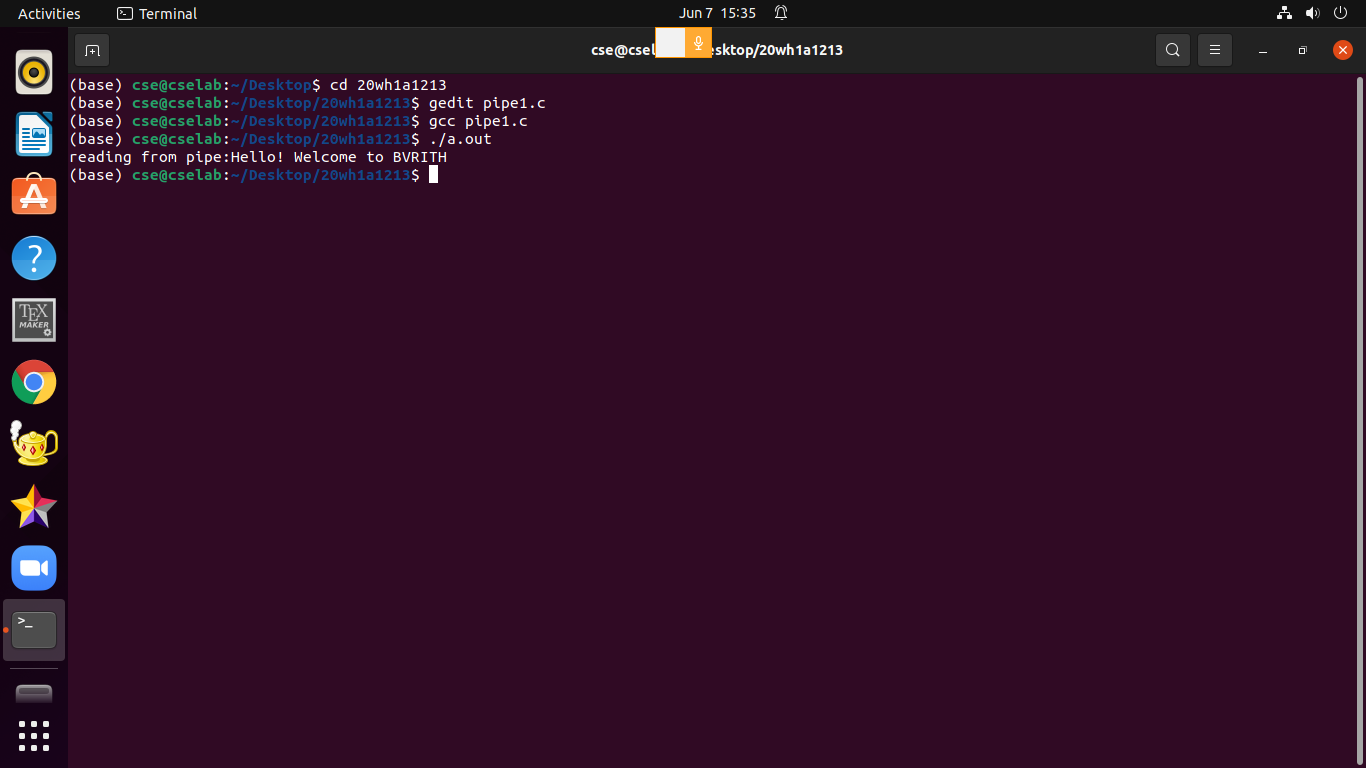 Activities Terminal Jun 7 15:35
cse@csel esktop/20wh1a1213
(base) cse@cselab:~/Desktop$ cd 20wh1a1213
(base) cse@cselab:~/Desktop/20wh1a1213$ gedit pipe1.c
(base) cse@cselab:~/Desktop/20wh1a1213$ gcc pipe1.c
(base) cse@cselab:~/Desktop/20wh1a1213$ ./a.out
reading from pipe:Hello! Welcome to BVRITH
(base) cse@cselab:~/Desktop/20wh1a1213$
?
TEX
MAKER
>_